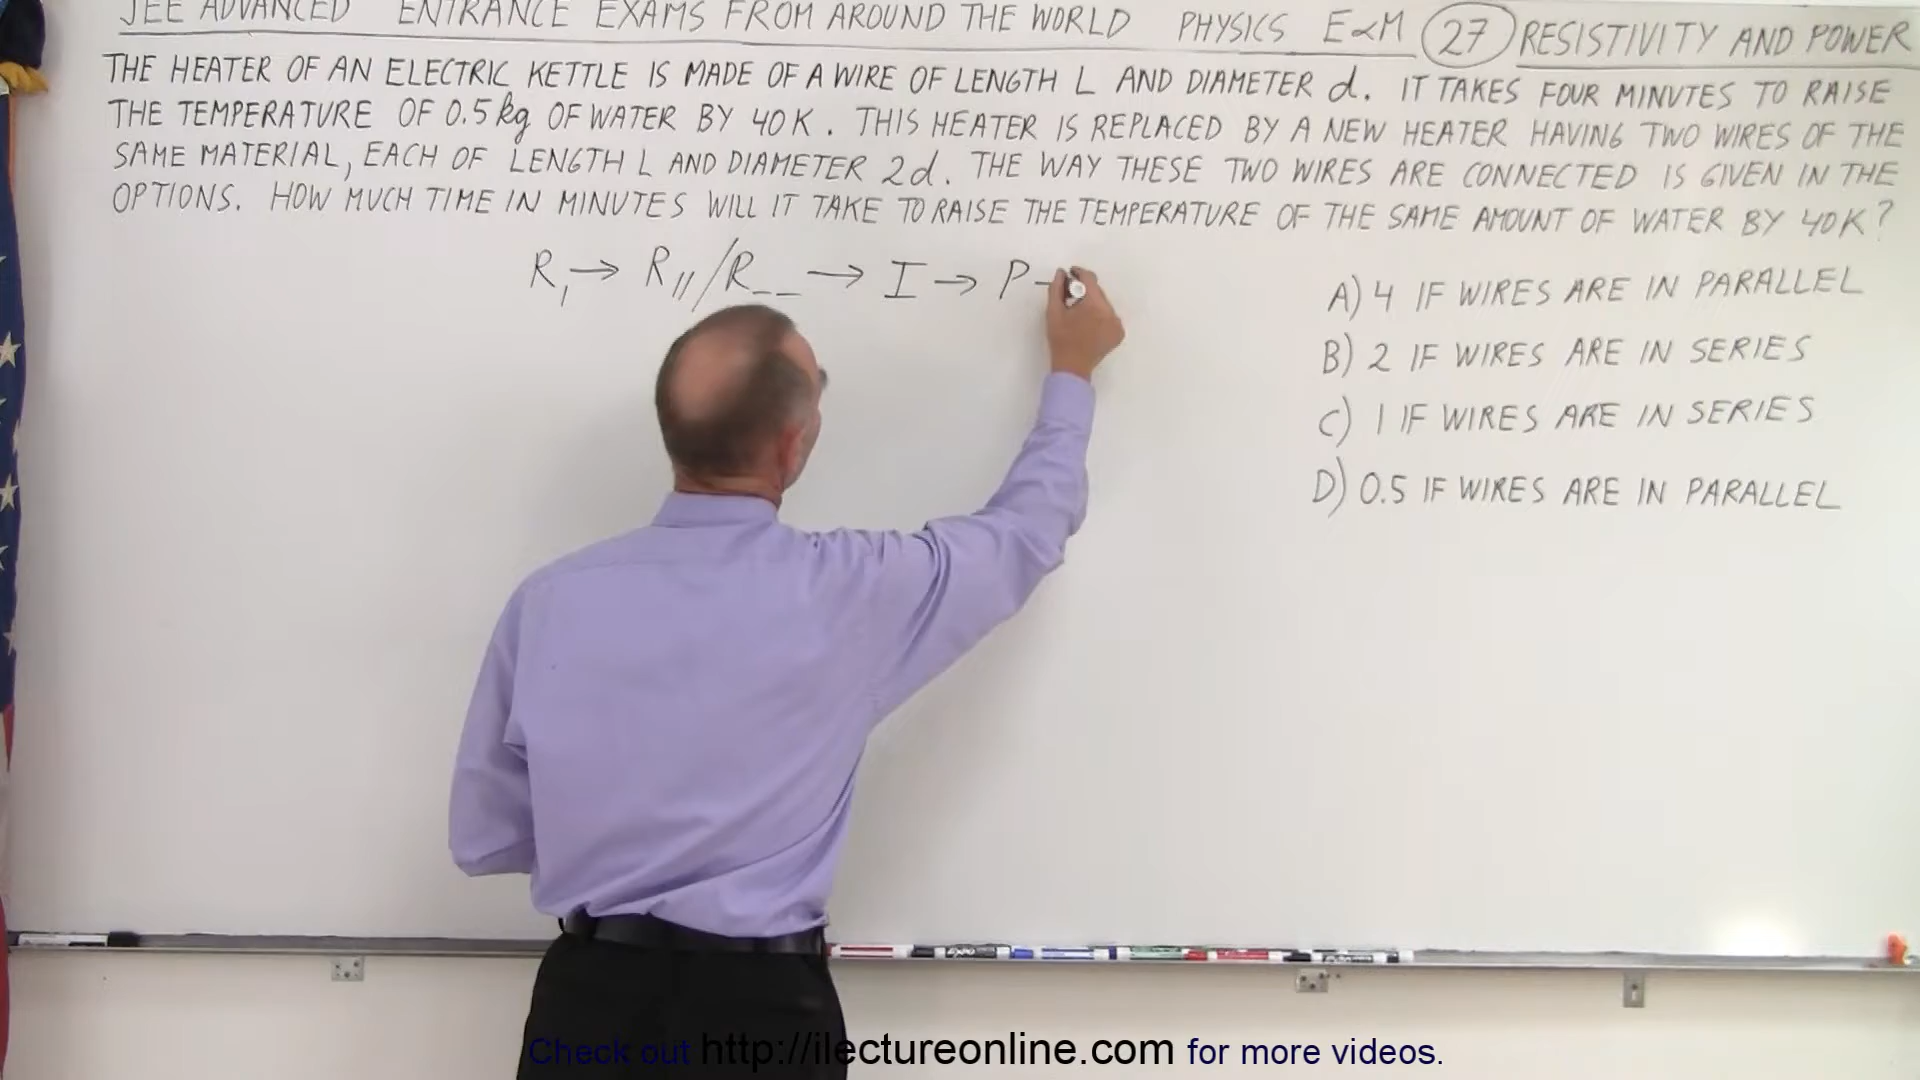 JEE ADVANCED ENTRANCE EXAMS FROM AROUND THE WORLD PHYSICS E&M 27 RESISTIVITY AND POWER
THE HEATER OF AN ELECTRIC KETTLE IS MADE OF A WIRE OF LENGTH L AND DIAMETER d. IT TAKES FOUR MINUTES TO RAISE
THE TEMPERATURE OF 0.5 kg OF WATER BY 40 K. THIS HEATER IS REPLACED BY A NEW HEATER HAVING TWO WIRES OF THE
SAME MATERIAL, EACH OF LENGTH L AND DIAMETER 2d. THE WAY THESE TWO WIRES ARE CONNECTED IS GIVEN IN THE
OPTIONS. HOW MUCH TIME IN MINUTES WILL IT TAKE TO RAISE THE TEMPERATURE OF THE SAME AMOUNT OF WATER BY 40K?
R₁ → R∥/R_ _ → I → P -
A) 4 IF WIRES ARE IN PARALLEL
B) 2 IF WIRES ARE IN SERIES
C) 1 IF WIRES ARE IN SERIES
D) 0.5 IF WIRES ARE IN PARALLEL
Check out http://ilectureonline.com for more videos.